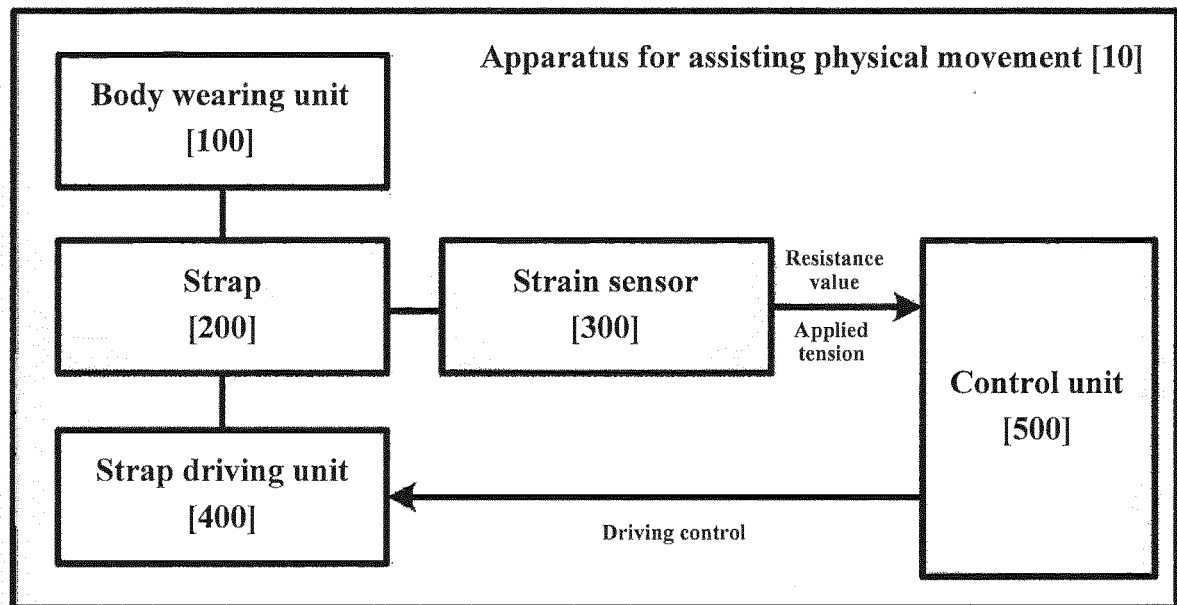 Apparatus for assisting physical movement [10]
Body wearing unit
[100]
Strap
[200]
Strain sensor
[300]
Resistance
value
Applied
tension
Control unit
[500]
Strap driving unit
[400]
Driving control